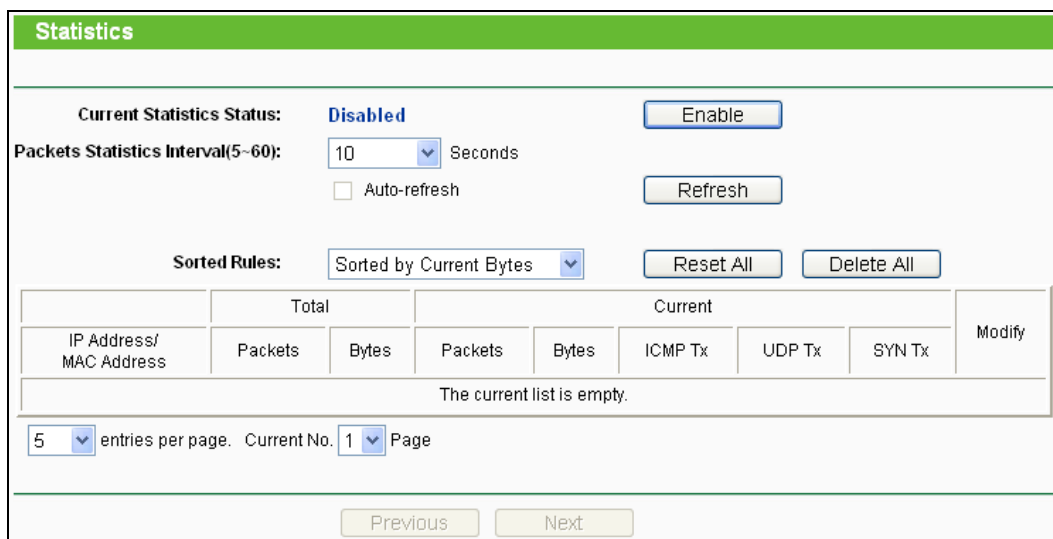 Statistics
Current Statistics Status: Disabled Enable
Packets Statistics Interval(5~60): 10 Seconds
Auto-refresh Refresh
Sorted Rules: Sorted by Current Bytes Reset All Delete All
Total Current
IP Address/
MAC Address Packets Bytes Packets Bytes ICMP Tx UDP Tx SYN Tx Modify
The current list is empty.
5 entries per page. Current No. 1 Page
Previous Next